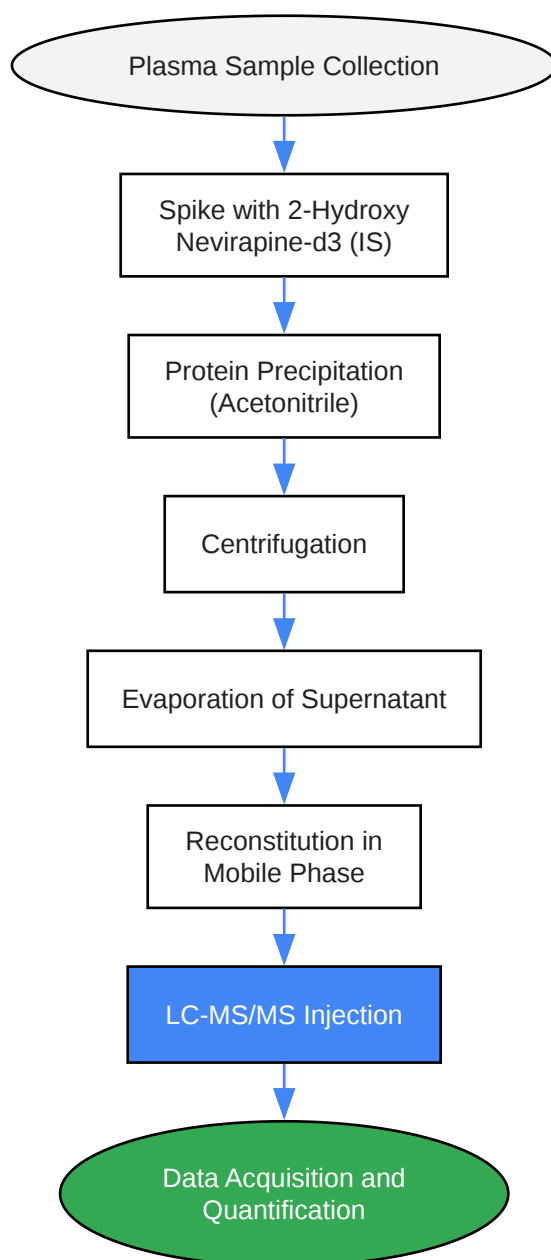 Plasma Sample Collection
Spike with 2-Hydroxy
Nevirapine-d3 (IS)
Protein Precipitation
(Acetonitrile)
Centrifugation
Evaporation of Supernatant
Reconstitution in
Mobile Phase
LC-MS/MS Injection
Data Acquisition and
Quantification